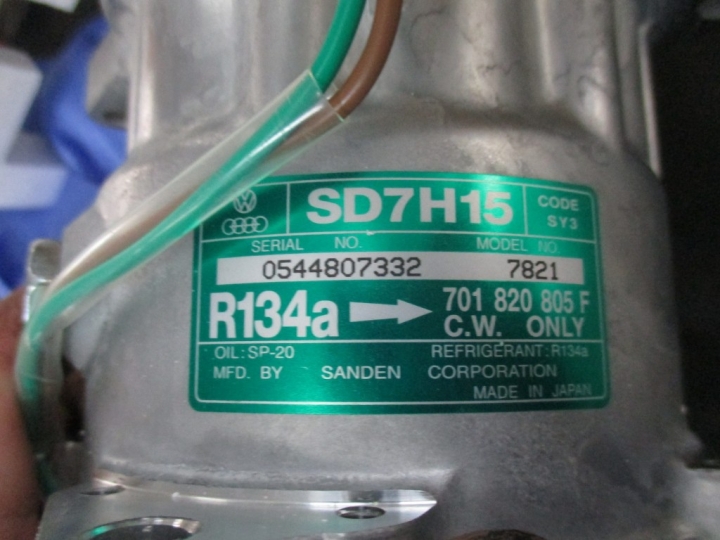 SD7H15
CODE
SY3
SERIAL NO. MODEL NO.
0544807332 7821
R134a
701 820 805 F
C.W. ONLY
OIL: SP-20 REFRIGERANT: R134a
MFD. BY SANDEN CORPORATION
MADE IN JAPAN